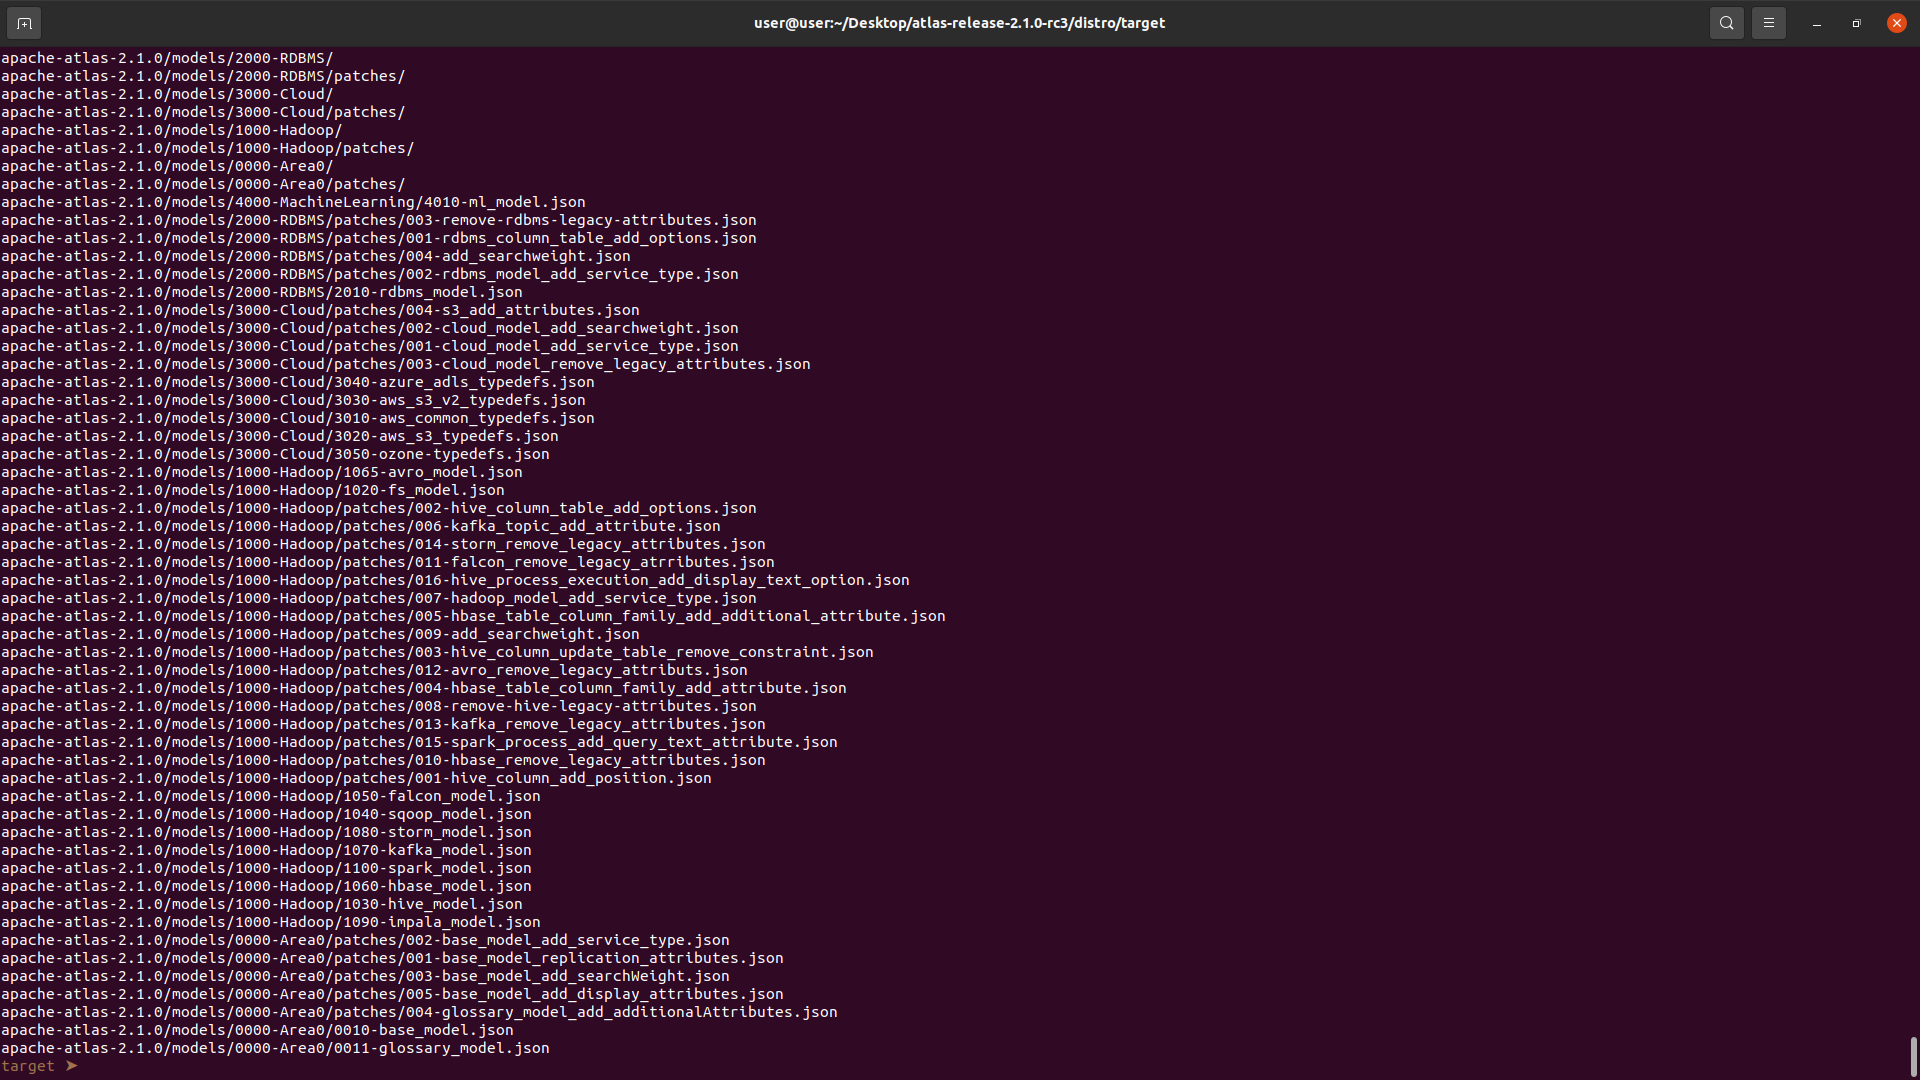 user@user:~/Desktop/atlas-release-2.1.0-rc3/distro/target
apache-atlas-2.1.0/models/2000-RDBMS/
apache-atlas-2.1.0/models/2000-RDBMS/patches/
apache-atlas-2.1.0/models/3000-Cloud/
apache-atlas-2.1.0/models/3000-Cloud/patches/
apache-atlas-2.1.0/models/1000-Hadoop/
apache-atlas-2.1.0/models/1000-Hadoop/patches/
apache-atlas-2.1.0/models/0000-Area0/
apache-atlas-2.1.0/models/0000-Area0/patches/
apache-atlas-2.1.0/models/4000-MachineLearning/4010-ml_model.json
apache-atlas-2.1.0/models/2000-RDBMS/patches/003-remove-rdbms-legacy-attributes.json
apache-atlas-2.1.0/models/2000-RDBMS/patches/001-rdbms_column_table_add_options.json
apache-atlas-2.1.0/models/2000-RDBMS/patches/004-add_searchweight.json
apache-atlas-2.1.0/models/2000-RDBMS/patches/002-rdbms_model_add_service_type.json
apache-atlas-2.1.0/models/2000-RDBMS/2010-rdbms_model.json
apache-atlas-2.1.0/models/3000-Cloud/patches/004-s3_add_attributes.json
apache-atlas-2.1.0/models/3000-Cloud/patches/002-cloud_model_add_searchweight.json
apache-atlas-2.1.0/models/3000-Cloud/patches/001-cloud_model_add_service_type.json
apache-atlas-2.1.0/models/3000-Cloud/patches/003-cloud_model_remove_legacy_attributes.json
apache-atlas-2.1.0/models/3000-Cloud/3040-azure_adls_typedefs.json
apache-atlas-2.1.0/models/3000-Cloud/3030-aws_s3_v2_typedefs.json
apache-atlas-2.1.0/models/3000-Cloud/3010-aws_common_typedefs.json
apache-atlas-2.1.0/models/3000-Cloud/3020-aws_s3_typedefs.json
apache-atlas-2.1.0/models/3000-Cloud/3050-ozone-typedefs.json
apache-atlas-2.1.0/models/1000-Hadoop/1065-avro_model.json
apache-atlas-2.1.0/models/1000-Hadoop/1020-fs_model.json
apache-atlas-2.1.0/models/1000-Hadoop/patches/002-hive_column_table_add_options.json
apache-atlas-2.1.0/models/1000-Hadoop/patches/006-kafka_topic_add_attribute.json
apache-atlas-2.1.0/models/1000-Hadoop/patches/014-storm_remove_legacy_attributes.json
apache-atlas-2.1.0/models/1000-Hadoop/patches/011-falcon_remove_legacy_atrributes.json
apache-atlas-2.1.0/models/1000-Hadoop/patches/016-hive_process_execution_add_display_text_option.json
apache-atlas-2.1.0/models/1000-Hadoop/patches/007-hadoop_model_add_service_type.json
apache-atlas-2.1.0/models/1000-Hadoop/patches/005-hbase_table_column_family_add_additional_attribute.json
apache-atlas-2.1.0/models/1000-Hadoop/patches/009-add_searchweight.json
apache-atlas-2.1.0/models/1000-Hadoop/patches/003-hive_column_update_table_remove_constraint.json
apache-atlas-2.1.0/models/1000-Hadoop/patches/012-avro_remove_legacy_attributs.json
apache-atlas-2.1.0/models/1000-Hadoop/patches/004-hbase_table_column_family_add_attribute.json
apache-atlas-2.1.0/models/1000-Hadoop/patches/008-remove-hive-legacy-attributes.json
apache-atlas-2.1.0/models/1000-Hadoop/patches/013-kafka_remove_legacy_attributes.json
apache-atlas-2.1.0/models/1000-Hadoop/patches/015-spark_process_add_query_text_attribute.json
apache-atlas-2.1.0/models/1000-Hadoop/patches/010-hbase_remove_legacy_attributes.json
apache-atlas-2.1.0/models/1000-Hadoop/patches/001-hive_column_add_position.json
apache-atlas-2.1.0/models/1000-Hadoop/1050-falcon_model.json
apache-atlas-2.1.0/models/1000-Hadoop/1040-sqoop_model.json
apache-atlas-2.1.0/models/1000-Hadoop/1080-storm_model.json
apache-atlas-2.1.0/models/1000-Hadoop/1070-kafka_model.json
apache-atlas-2.1.0/models/1000-Hadoop/1100-spark_model.json
apache-atlas-2.1.0/models/1000-Hadoop/1060-hbase_model.json
apache-atlas-2.1.0/models/1000-Hadoop/1030-hive_model.json
apache-atlas-2.1.0/models/1000-Hadoop/1090-impala_model.json
apache-atlas-2.1.0/models/0000-Area0/patches/002-base_model_add_service_type.json
apache-atlas-2.1.0/models/0000-Area0/patches/001-base_model_replication_attributes.json
apache-atlas-2.1.0/models/0000-Area0/patches/003-base_model_add_searchWeight.json
apache-atlas-2.1.0/models/0000-Area0/patches/005-base_model_add_display_attributes.json
apache-atlas-2.1.0/models/0000-Area0/patches/004-glossary_model_add_additionalAttributes.json
apache-atlas-2.1.0/models/0000-Area0/0010-base_model.json
apache-atlas-2.1.0/models/0000-Area0/0011-glossary_model.json
target ➤